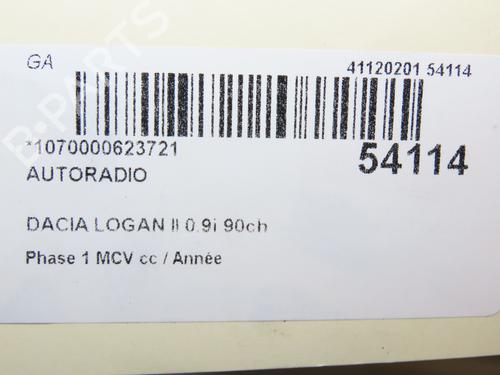 GA
41120201 54114
*1070000623721
54114
AUTORADIO
DACIA LOGAN II 0.9i 90ch
Phase 1 MCV cc / Année
B-PARTS